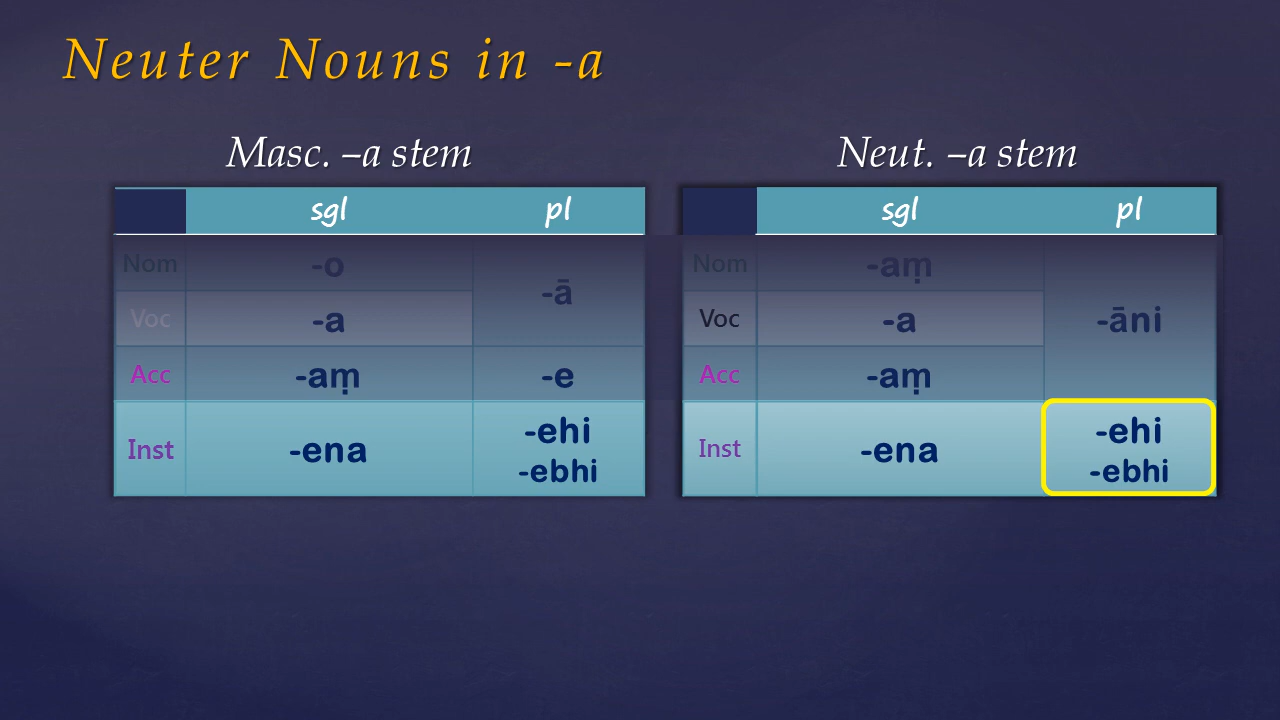 Neuter Nouns in -a
Masc. –a stem
sgl pl
Nom -o -ā
Voc -a
Acc -aṃ -e
Inst -ena -ehi
-ebhi
Neut. –a stem
sgl pl
Nom -aṃ -āni
Voc -a
Acc -aṃ
Inst -ena -ehi
-ebhi